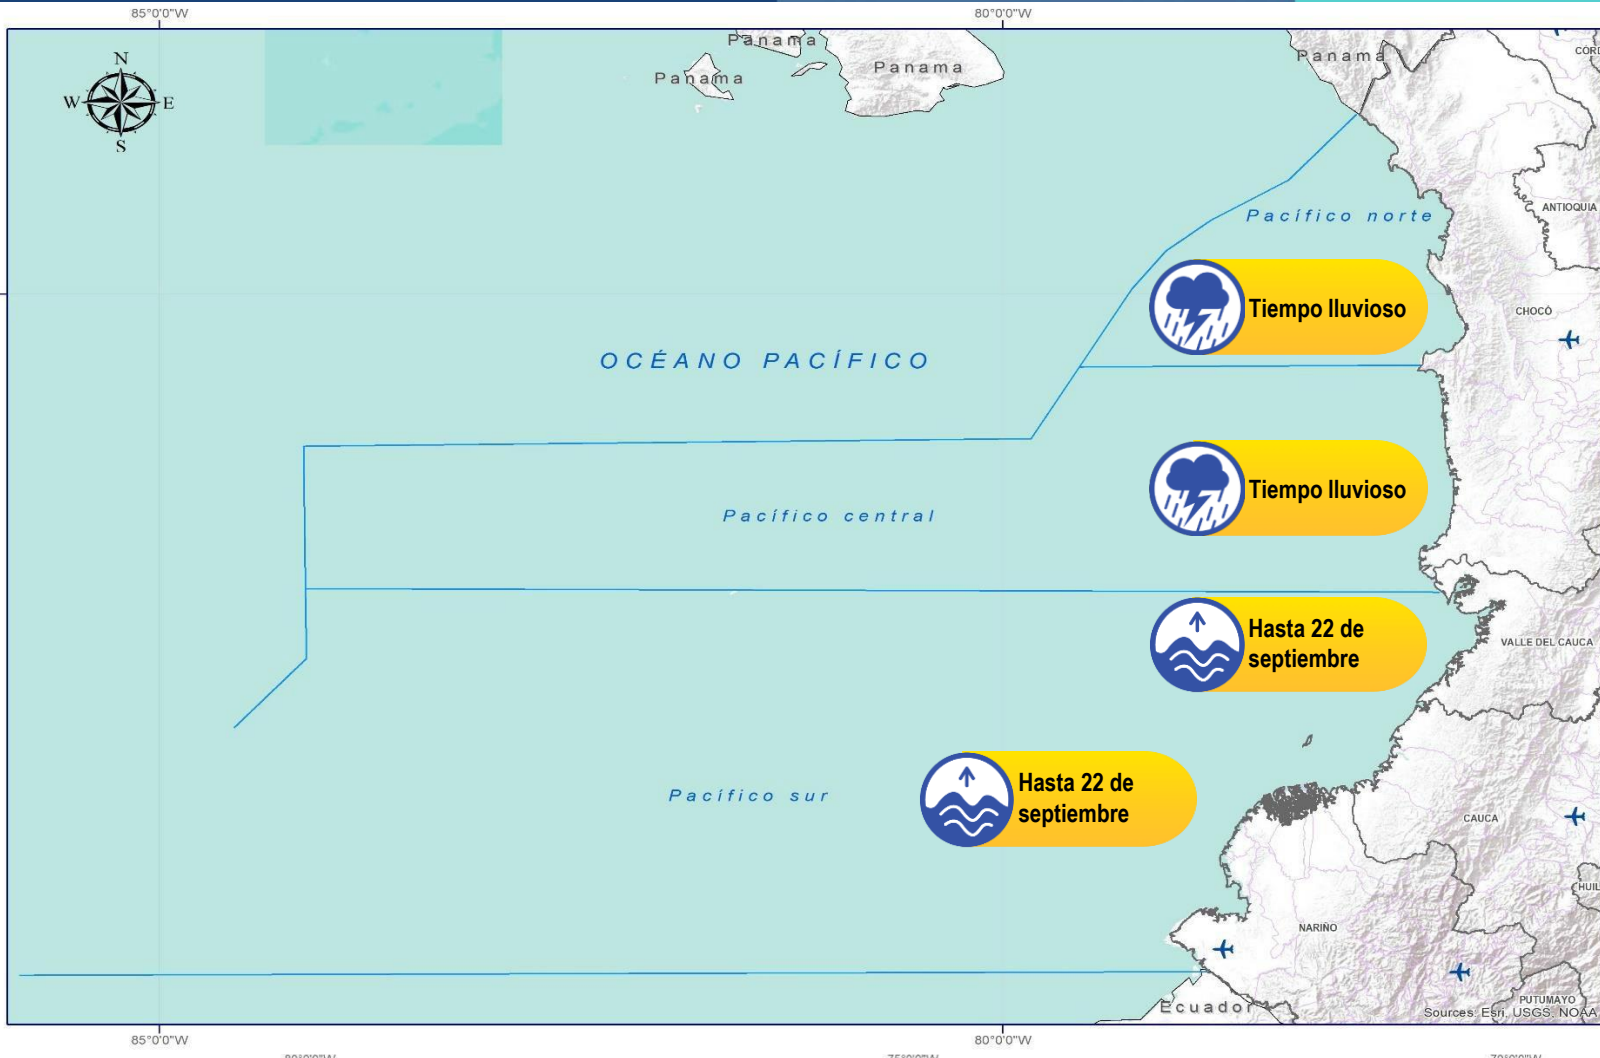 85°0'0"W
80°0'0"W
N
W
E
S
Panama
Panama
Panama
Panama
ANTIOQUIA
Pacífico norte
Tiempo lluvioso
CHOCÓ
OCÉANO PACÍFICO
Tiempo lluvioso
Pacífico central
Hasta 22 de
septiembre
VALLE DEL CAUCA
Hasta 22 de
septiembre
Pacífico sur
CAUCA
HUIL
NARIÑO
PUTUMAYO
Ecuador
Sources: Esri, USGS, NOAA
85°0'0"W
80°0'0"W